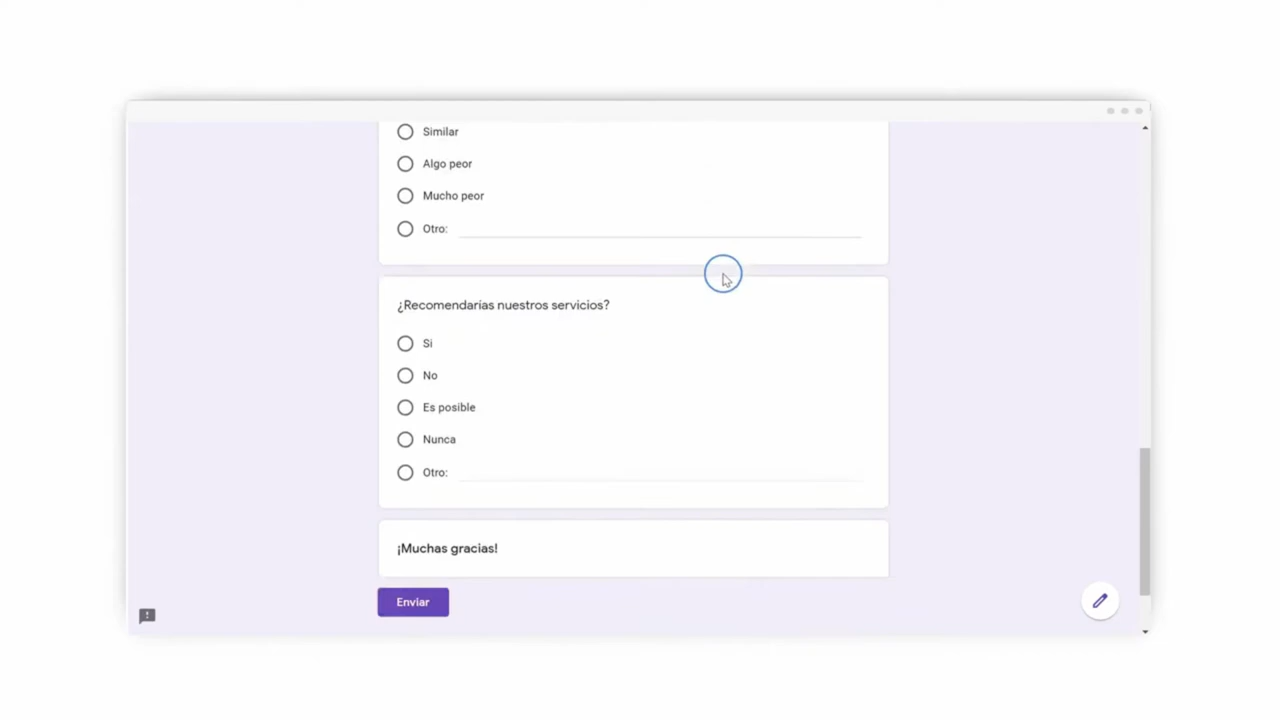 Similar
Algo peor
Mucho peor
Otro:
¿Recomendarías nuestros servicios?
Si
No
Es posible
Nunca
Otro:
¡Muchas gracias!
Enviar